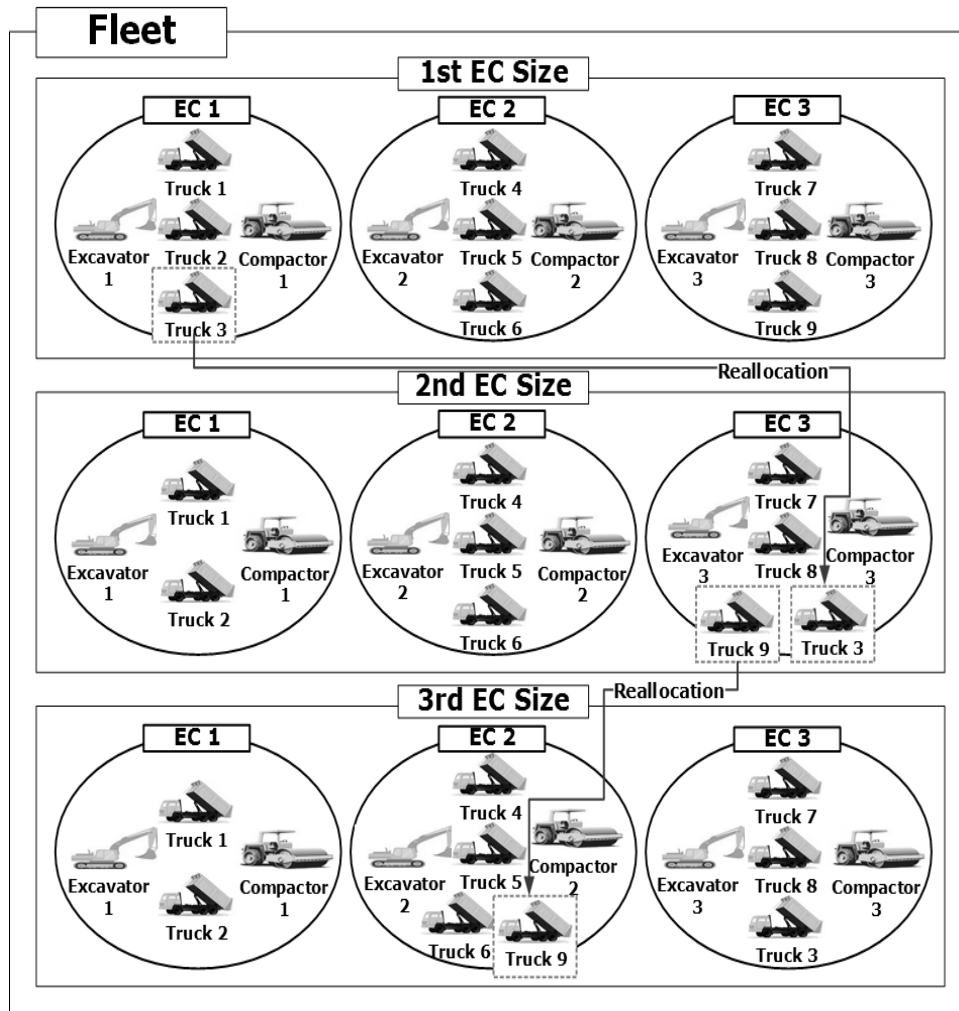 Fleet
1st EC Size
EC 1
EC 2
EC 3
Truck 1
Truck 4
Truck 7
Excavator
1
Truck 2
Compactor
1
Excavator
2
Truck 5
Compactor
2
Excavator
3
Truck 8
Compactor
3
Truck 3
Truck 6
Truck 9
Reallocation
2nd EC Size
EC 1
EC 2
EC 3
Truck 1
Truck 4
Truck 7
Excavator
1
Compactor
1
Excavator
2
Truck 5
Compactor
2
Excavator
3
Truck 8
Compactor
3
Truck 2
Truck 6
Truck 9
Truck 3
Reallocation
3rd EC Size
EC 1
EC 2
EC 3
Truck 1
Truck 4
Truck 7
Excavator
1
Compactor
1
Excavator
2
Truck 5
Compactor
2
Excavator
3
Truck 8
Compactor
3
Truck 2
Truck 6
Truck 9
Truck 3